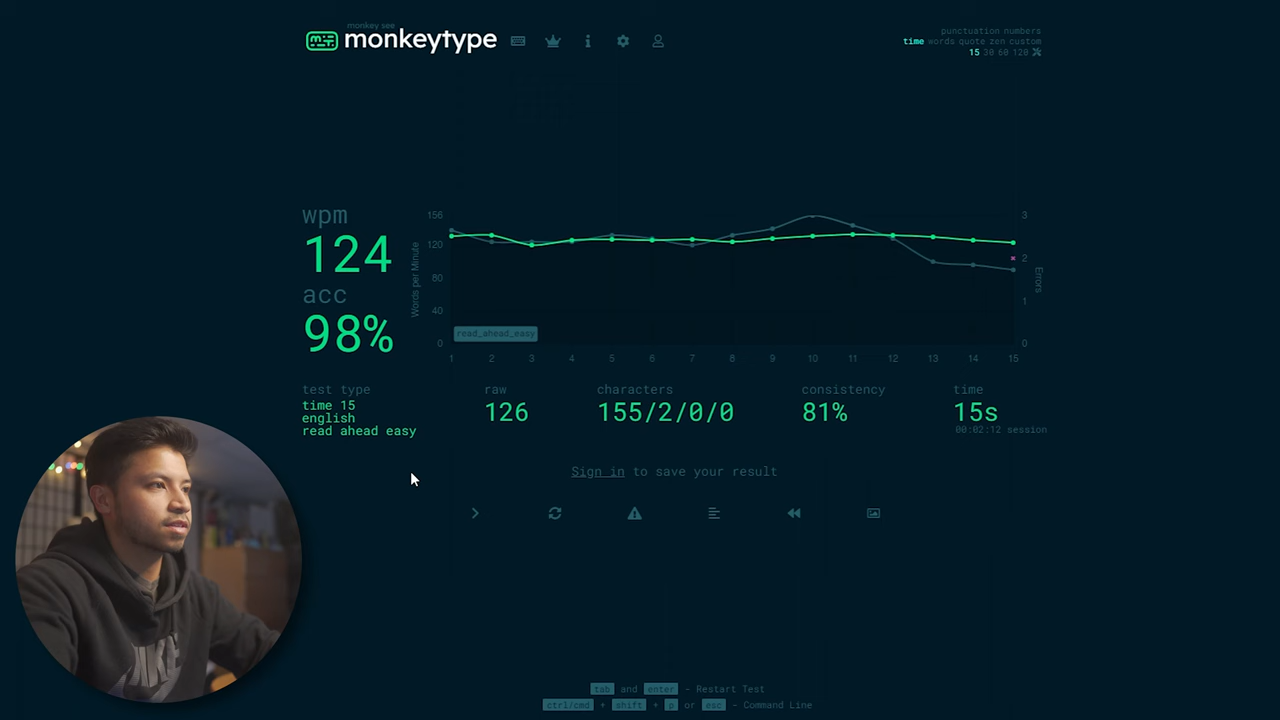 monkey see
monkeytype
punctuation numbers
time words quote zen custom
15 30 60 120
wpm
124
acc
98%
156
120
80
40
0
Words per Minute
3
2
1
0
Errors
read_ahead_easy
1 2 3 4 5 6 7 8 9 10 11 12 13 14 15
test type
time 15
english
read ahead easy
raw
126
characters
155/2/0/0
consistency
81%
time
15s
00:02:12 session
Sign in to save your result
tab and enter - Restart Test
ctrl/cmd + shift + p or esc - Command Line